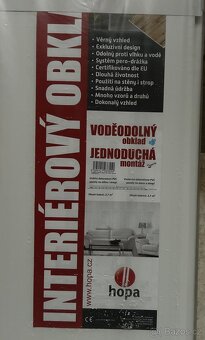 INTERIÉROVÝ OBKL
• Věrný vzhled
• Exkluzivní design
• Odolný proti vlhku a vodě
• Systém pero-drážka
• Certifikováno dle EU
• Dlouhá životnost
• Použití na stěny i strop
• Snadná údržba
• Mnoho vzorů a druhů
• Dokonalý vzhled
VODĚODOLNÝ
obklad
JEDNODUCHÁ
montáž
www.hopa.cz
hopa